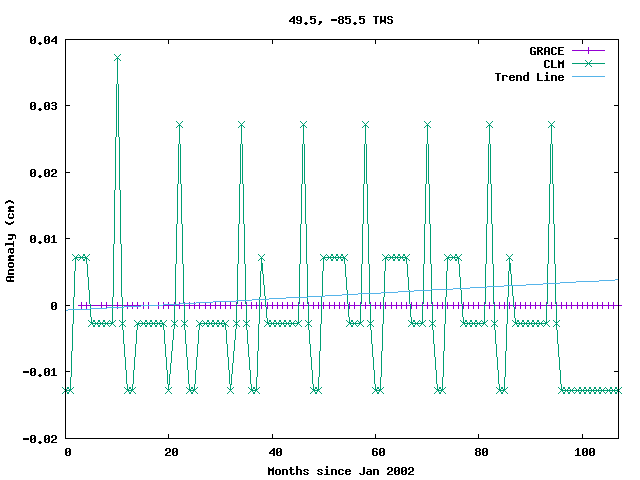 49.5, -85.5 TWS
0.04
0.03
0.02
0.01
0
-0.01
-0.02
Anomaly (cm)
GRACE
CLM
Trend Line
0 20 40 60 80 100
Months since Jan 2002